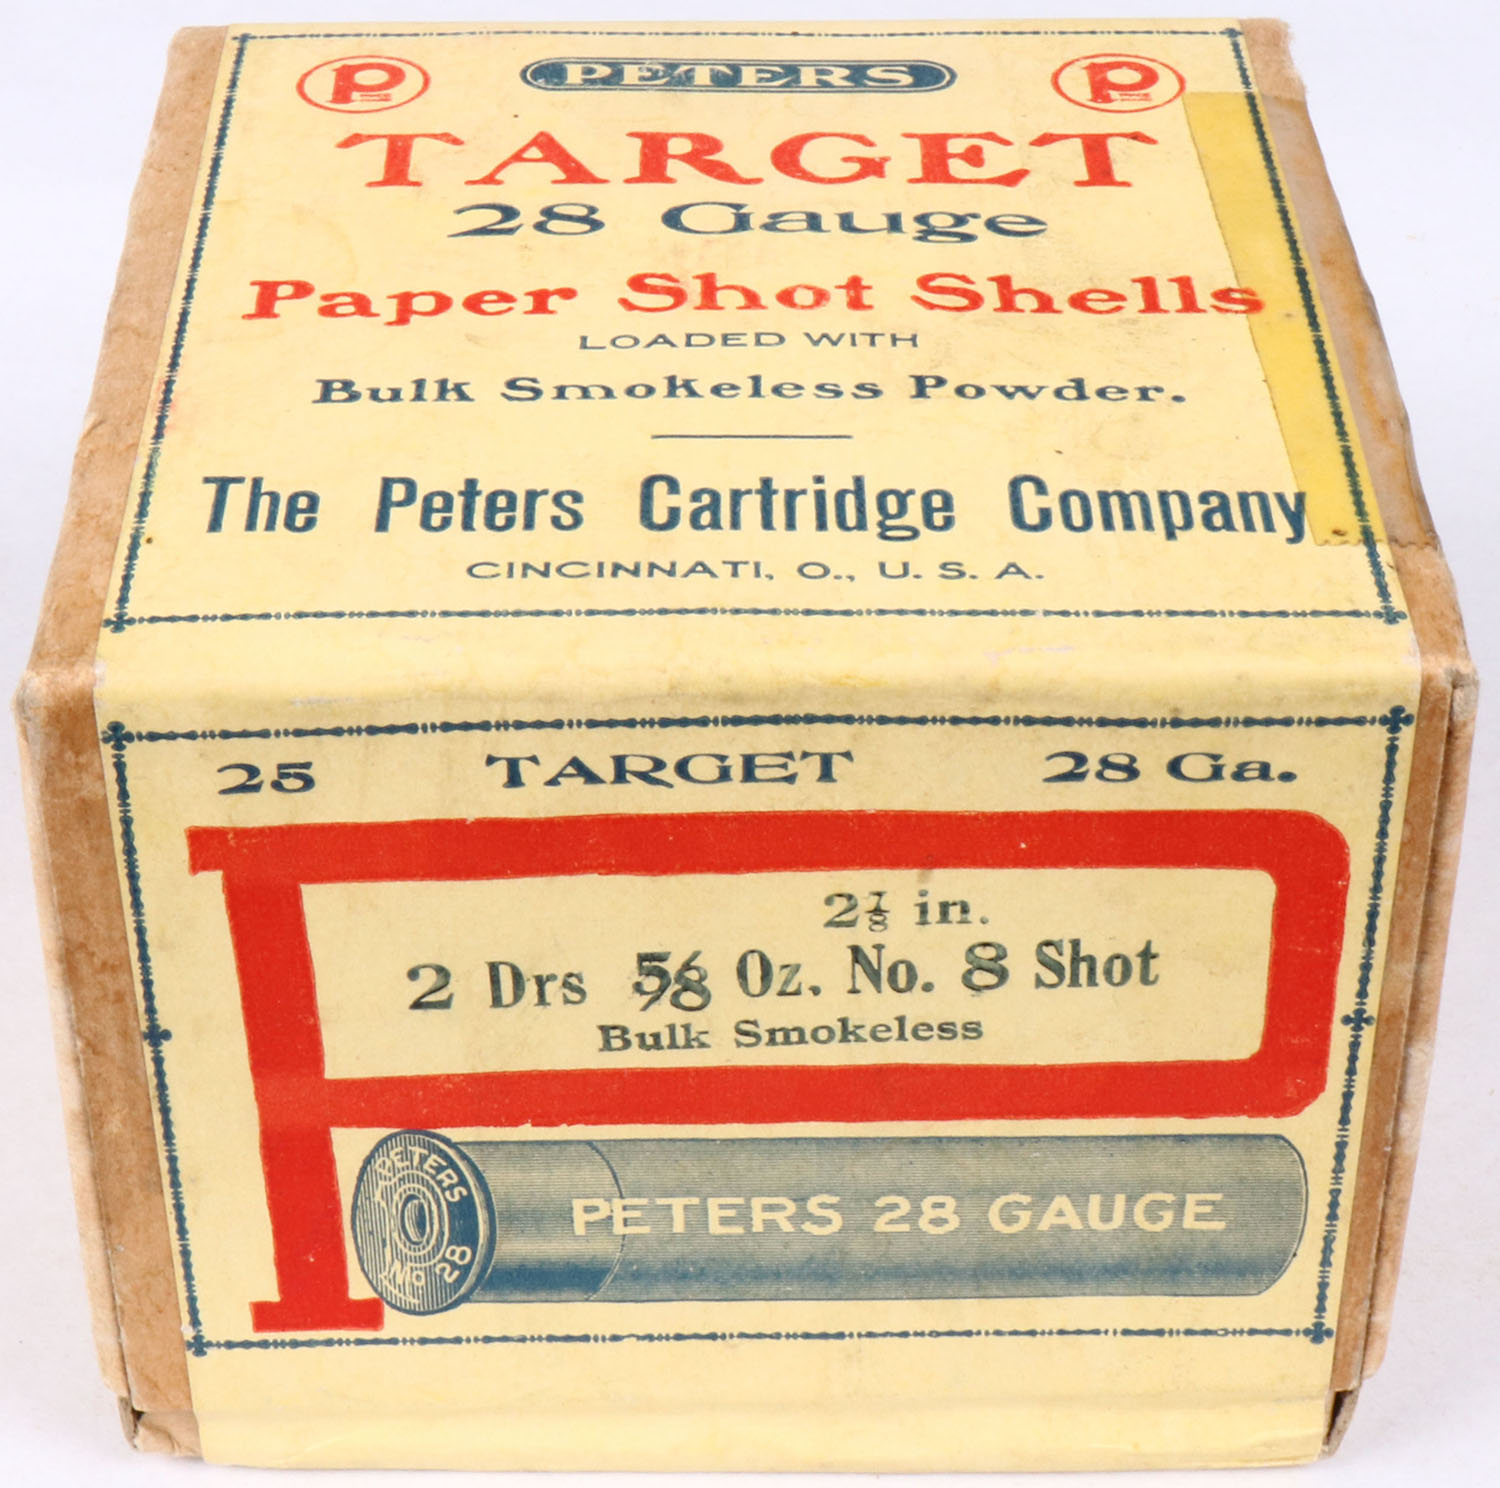 P PETERS P
TARGET
28 Gauge
Paper Shot Shells
LOADED WITH
Bulk Smokeless Powder.
The Peters Cartridge Company
CINCINNATI, O., U. S. A.
25 TARGET 28 Ga.
P
2⅞ in.
2 Drs 5/8 Oz. No. 8 Shot
Bulk Smokeless
PETERS
No 28
PETERS 28 GAUGE